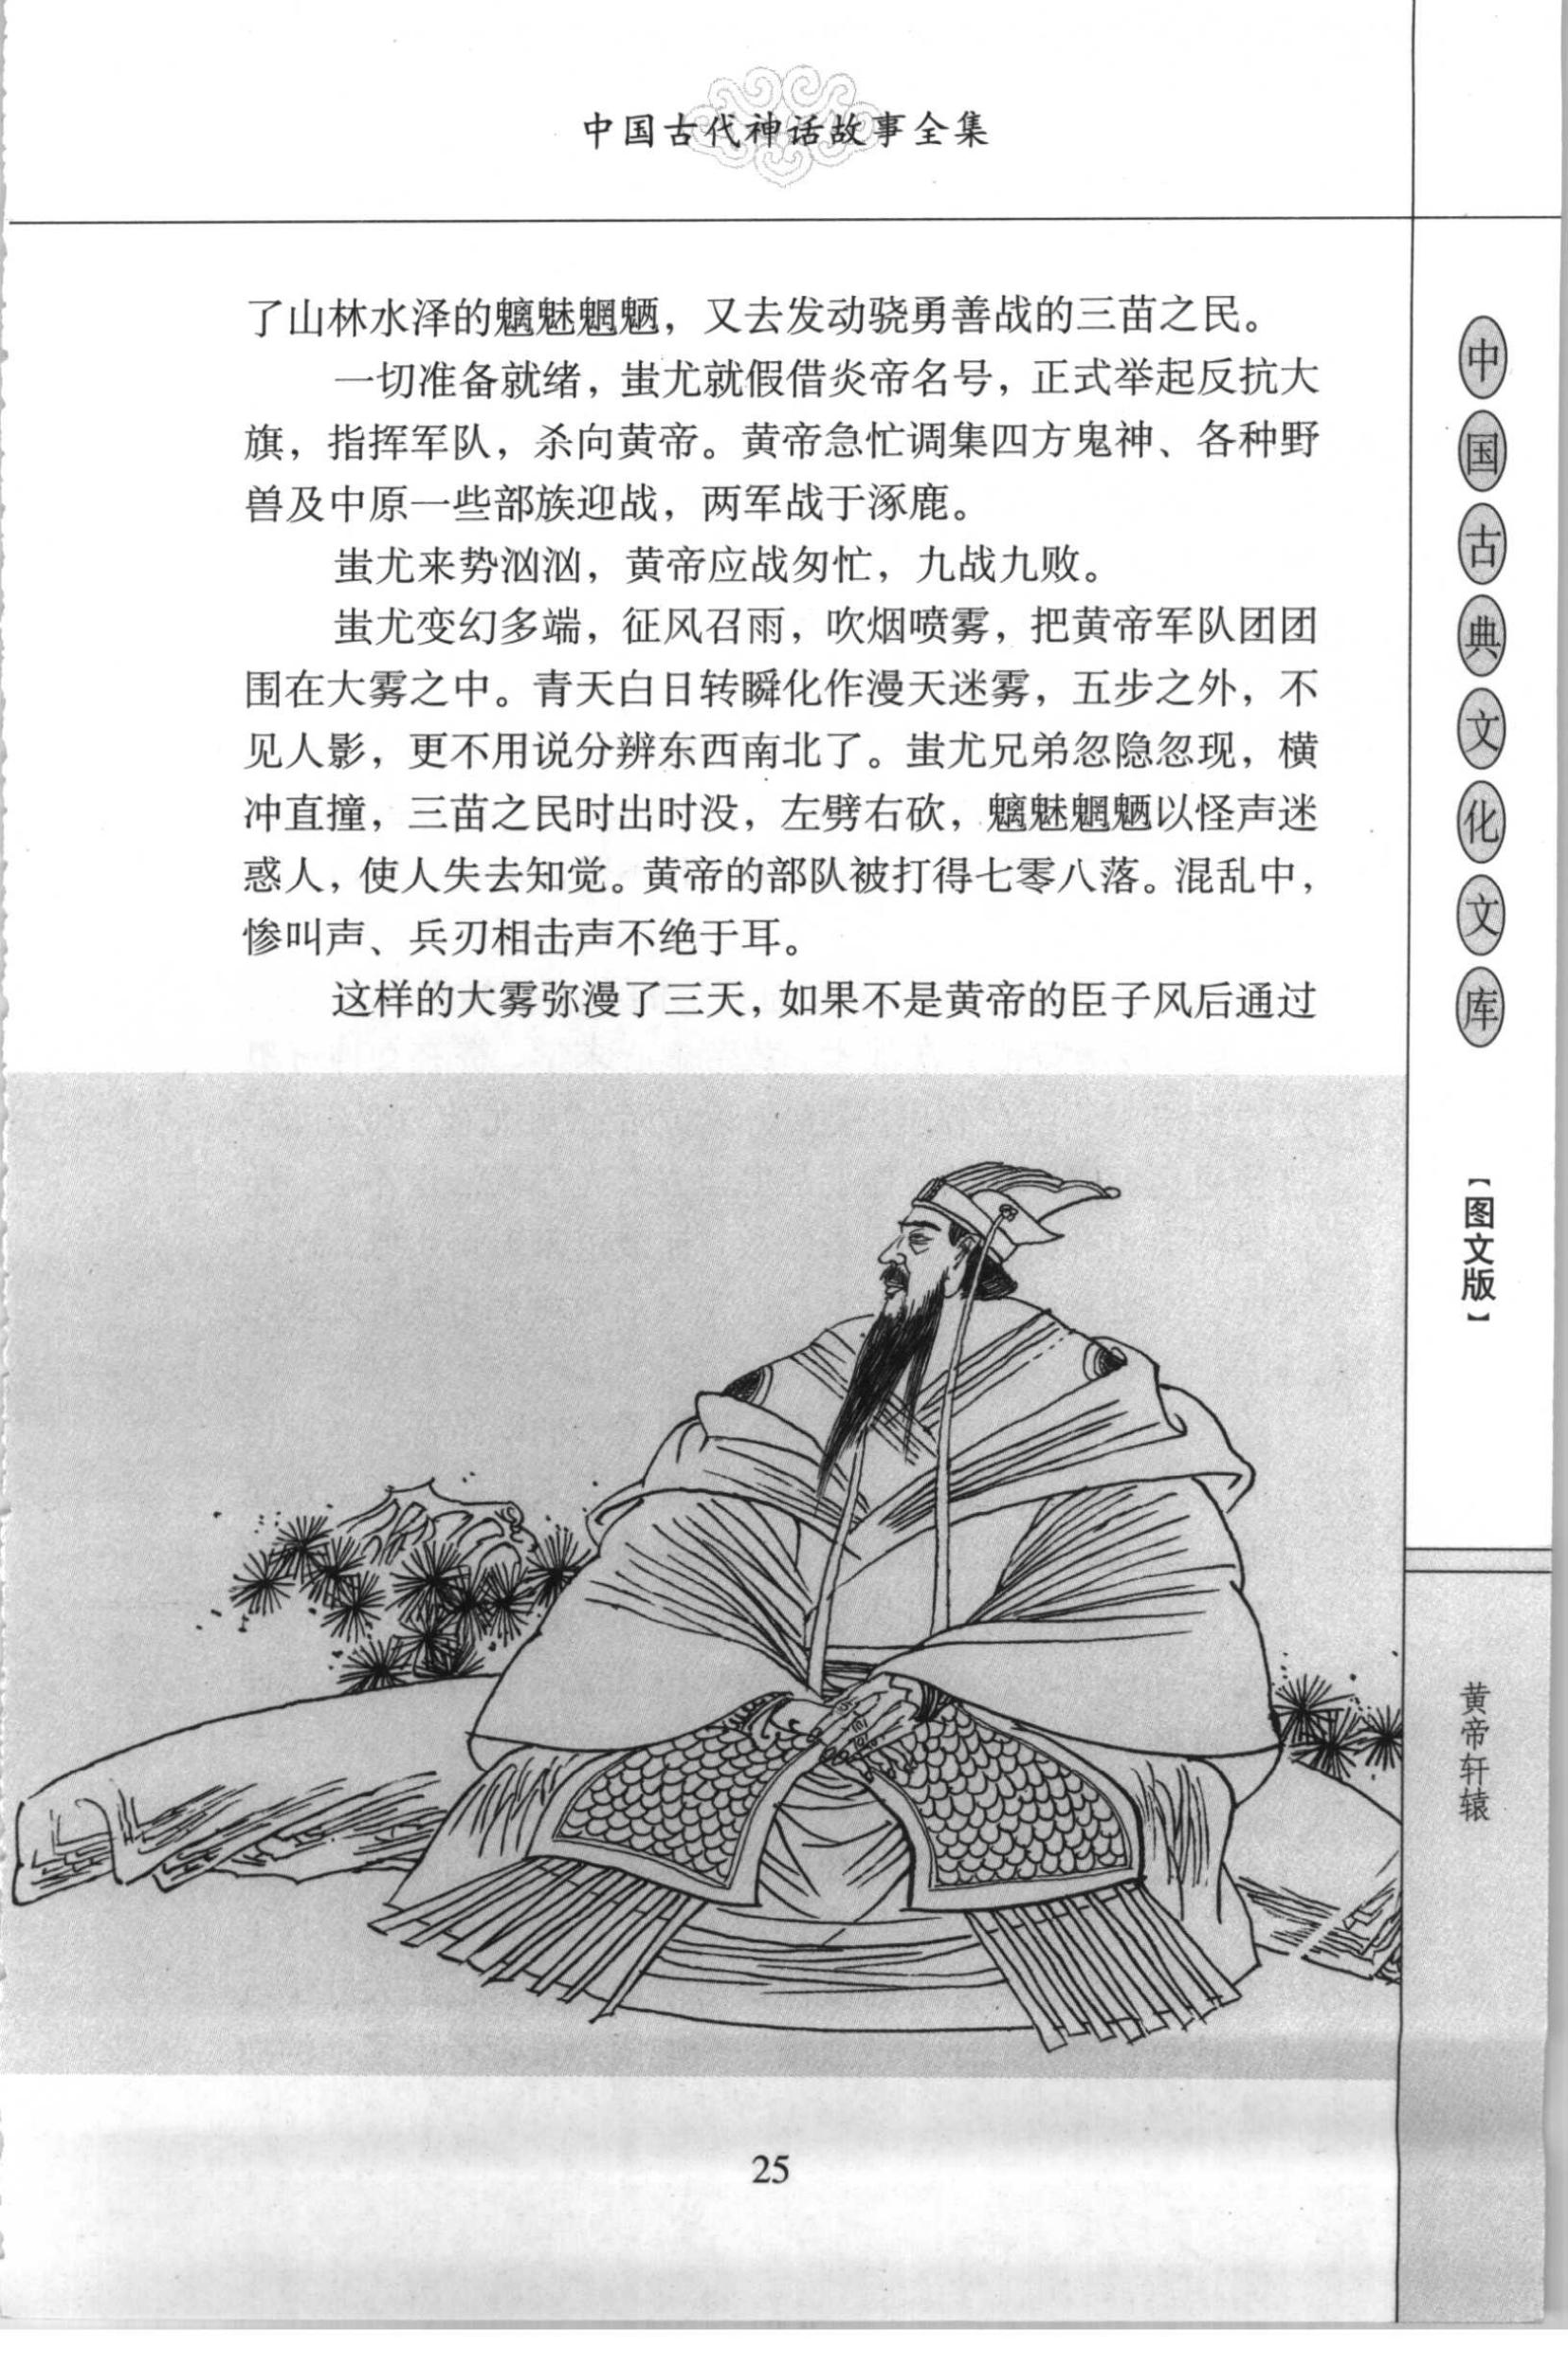 中国古代神话故事全集
了山林水泽的魑魅魍魉，又去发动骁勇善战的三苗之民。
一切准备就绪，蚩尤就假借炎帝名号，正式举起反抗大
旗，指挥军队，杀向黄帝。黄帝急忙调集四方鬼神、各种野
兽及中原一些部族迎战，两军战于涿鹿。
蚩尤来势汹汹，黄帝应战匆忙，九战九败。
蚩尤变幻多端，征风召雨，吹烟喷雾，把黄帝军队团团
围在大雾之中。青天白日转瞬化作漫天迷雾，五步之外，不
见人影，更不用说分辨东西南北了。蚩尤兄弟忽隐忽现，横
冲直撞，三苗之民时出时没，左劈右砍，魑魅魍魉以怪声迷
惑人，使人失去知觉。黄帝的部队被打得七零八落。混乱中，
惨叫声、兵刃相击声不绝于耳。
这样的大雾弥漫了三天，如果不是黄帝的臣子风后通过
中国古典文化文库
【图文版】
黄帝轩辕
25